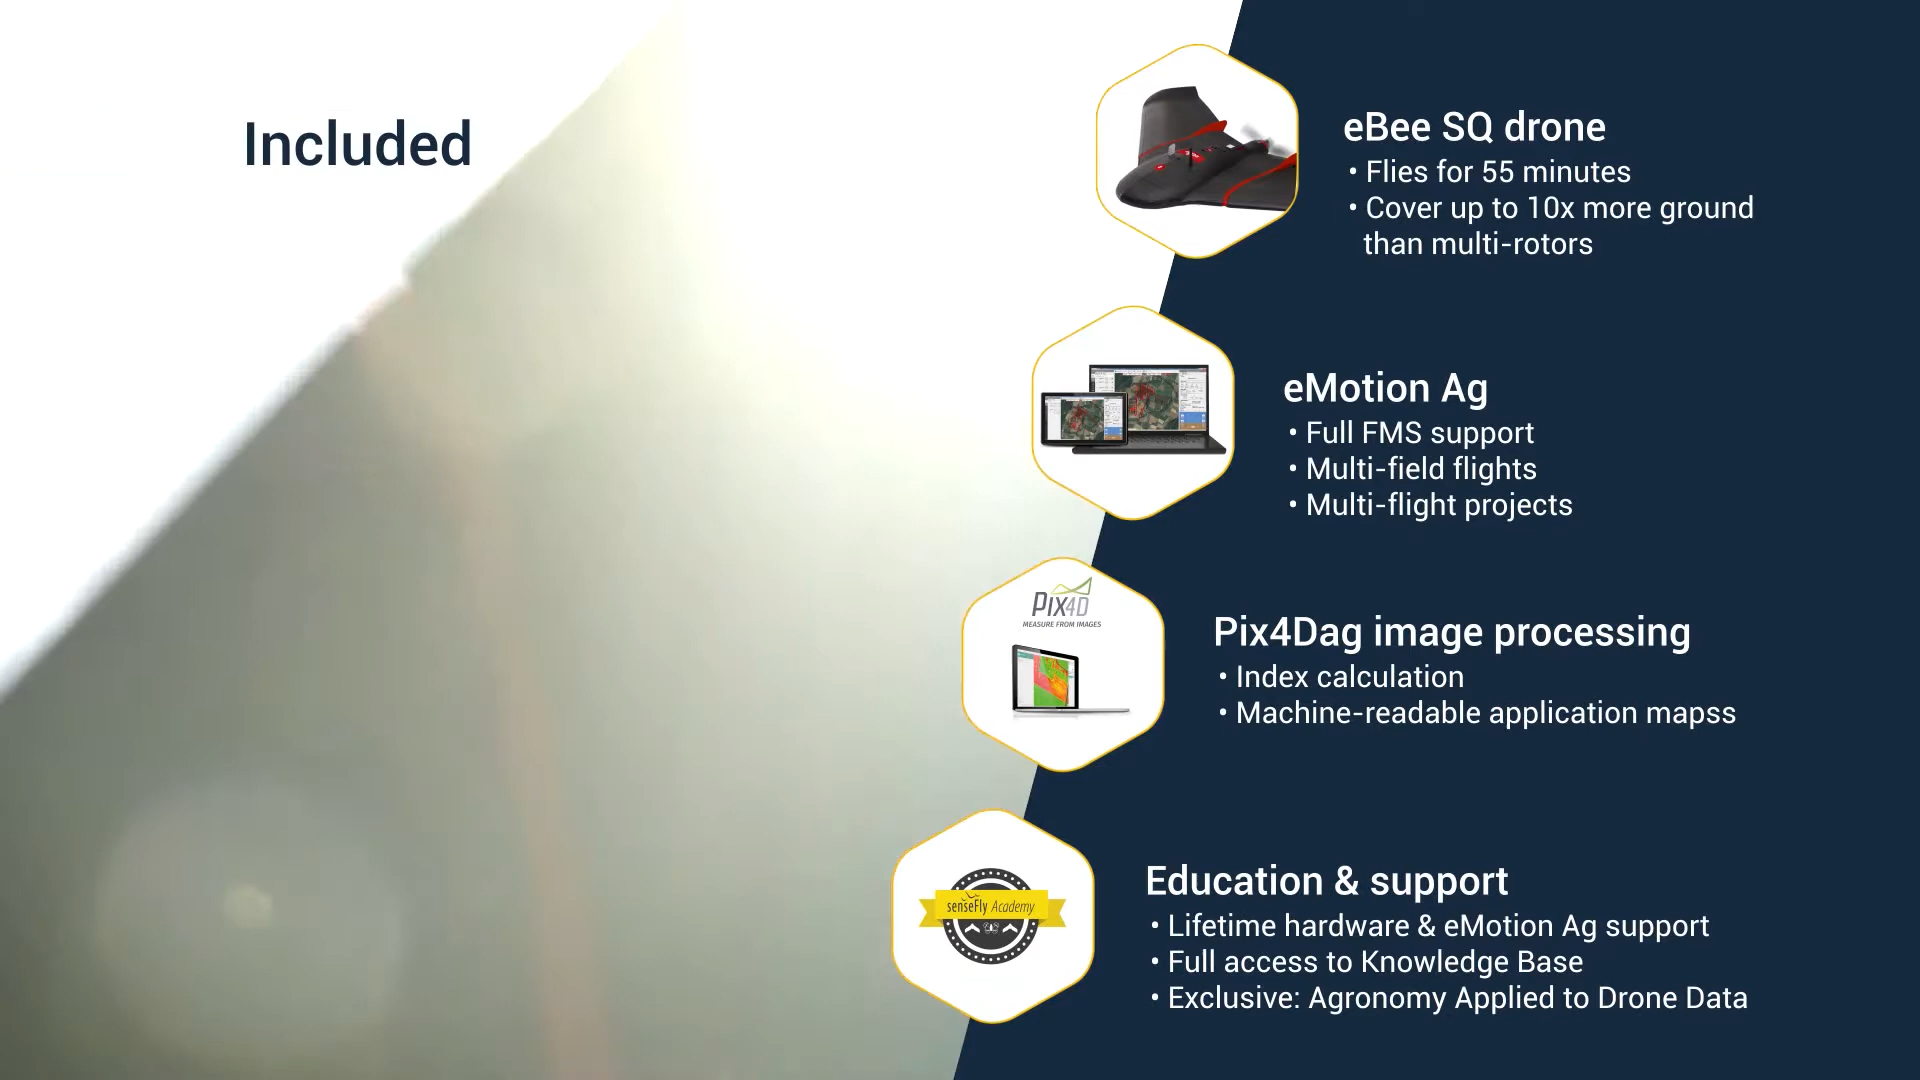 Included
eBee SQ drone
• Flies for 55 minutes
• Cover up to 10x more ground
than multi-rotors
eMotion Ag
• Full FMS support
• Multi-field flights
• Multi-flight projects
PIX4D
MEASURE FROM IMAGES
Pix4Dag image processing
• Index calculation
• Machine-readable application mapss
senseFly Academy
Education & support
• Lifetime hardware & eMotion Ag support
• Full access to Knowledge Base
• Exclusive: Agronomy Applied to Drone Data